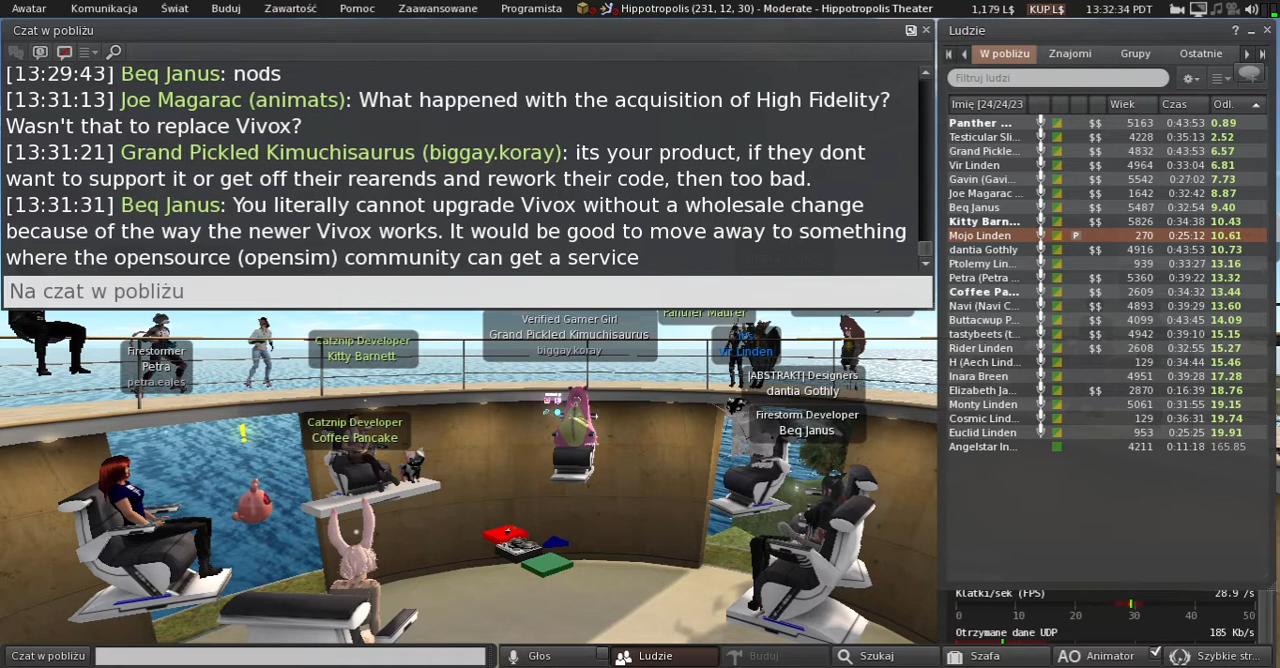 Awatar Komunikacja Świat Buduj Zawartość Pomoc Zaawansowane Programista Hippotropolis (231, 12, 30) - Moderate - Hippotropolis Theater 1,179 L$ KUP L$ 13:32:34 PDT
Czat w pobliżu
[13:29:43] Beq Janus: nods
[13:31:13] Joe Magarac (animats): What happened with the acquisition of High Fidelity?
Wasn't that to replace Vivox?
[13:31:21] Grand Pickled Kimuchisaurus (biggay.koray): its your product, if they dont
want to support it or get off their rearends and rework their code, then too bad.
[13:31:31] Beq Janus: You literally cannot upgrade Vivox without a wholesale change
because of the way the newer Vivox works. It would be good to move away to something
where the opensource (opensim) community can get a service
Na czat w pobliżu
Firestormer
Petra
petra.eales
Catznip Developer
Kitty Barnett
Verified Gamer Girl
Grand Pickled Kimuchisaurus
biggay.koray
Panther Maurer
Vir Linden
|ABSTRAKT| Designers
dantia Gothly
Firestorm Developer
Beq Janus
Catznip Developer
Coffee Pancake
Ludzie
W pobliżu Znajomi Grupy Ostatnie
Filtruj ludzi
Imię [24/24/23 Wiek Czas Odl.
Panther ... $$ 5163 0:43:53 0.89
Testicular Sli... $$ 4228 0:35:13 2.52
Grand Pickle... $$ 4832 0:43:53 6.57
Vir Linden $$ 4964 0:33:04 6.81
Gavin (Gavi... $$ 5542 0:27:02 7.73
Joe Magarac ... $$ 1642 0:32:42 8.87
Beq Janus $$ 5487 0:32:54 9.40
Kitty Barn... $$ 5826 0:34:38 10.43
Mojo Linden P 270 0:25:12 10.61
dantia Gothly $$ 4916 0:43:53 10.73
Ptolemy Lin... 939 0:33:27 13.16
Petra (Petra ... $$ 5360 0:39:22 13.32
Coffee Pa... $$ 2609 0:34:32 13.44
Navi (Navi C... $$ 4893 0:39:29 13.60
Buttacwup P... $$ 4099 0:43:45 14.09
tastybeets (t... $$ 4942 0:39:10 15.15
Rider Linden $$ 2608 0:32:55 15.27
H (Aech Lind... 129 0:34:44 15.46
Inara Breen 4951 0:39:28 17.28
Elizabeth Ja... $$ 2870 0:16:39 18.76
Monty Linden 5061 0:31:55 19.15
Cosmic Lind... 129 0:36:31 19.74
Euclid Linden 953 0:25:25 19.91
Angelstar In... 4211 0:11:18 165.85
Klatki/sek (FPS) 28.9 /s
0 10 20 30 40 50
Otrzymane dane UDP 185 Kb/s
Czat w pobliżu Głos Ludzie Buduj Szukaj Szafa AO Animator Szybkie str...